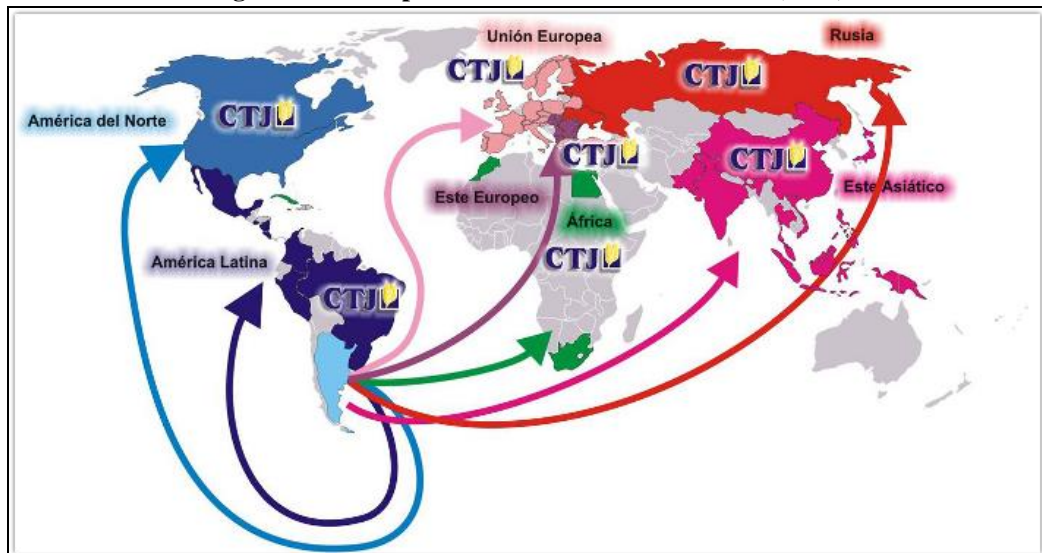 Unión Europea
Rusia
CTJ
CTJ
América del Norte
CTJ
CTJ
CTJ
Este Asiático
Este Europeo
África
CTJ
América Latina
CTJ